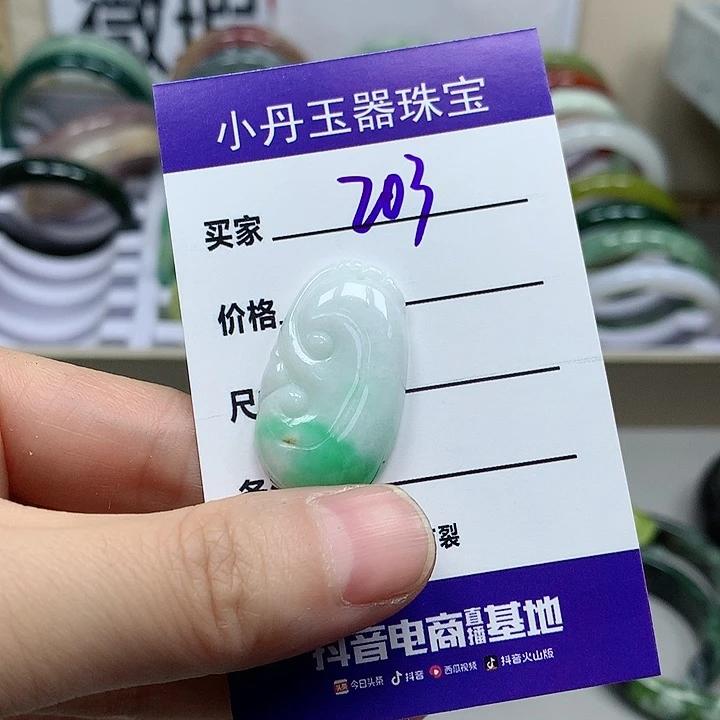 小丹玉器珠宝
买家 203
价格
尺
裂
抖音电商直播基地
今日头条 抖音 西瓜视频 抖音火山版